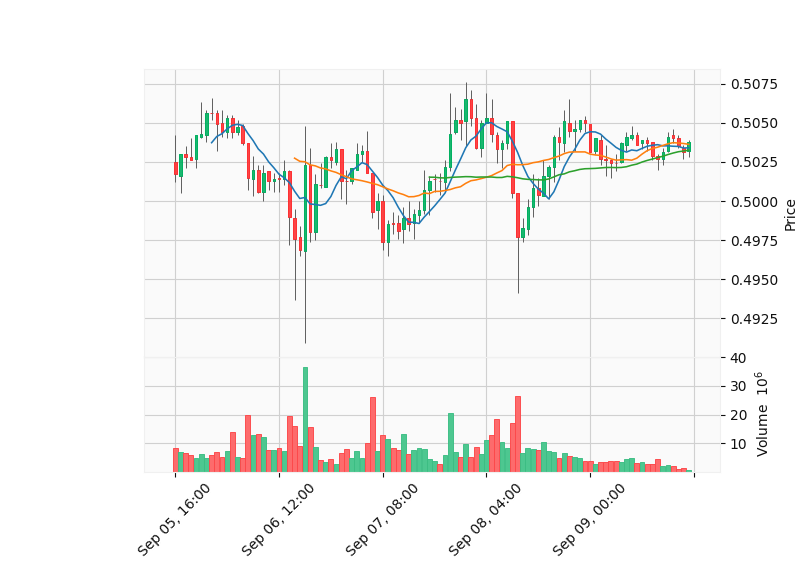 0.5075
0.5050
0.5025
0.5000
0.4975
0.4950
0.4925
Price
40
30
20
10
Volume 10^6
Sep 05, 16:00
Sep 06, 12:00
Sep 07, 08:00
Sep 08, 04:00
Sep 09, 00:00